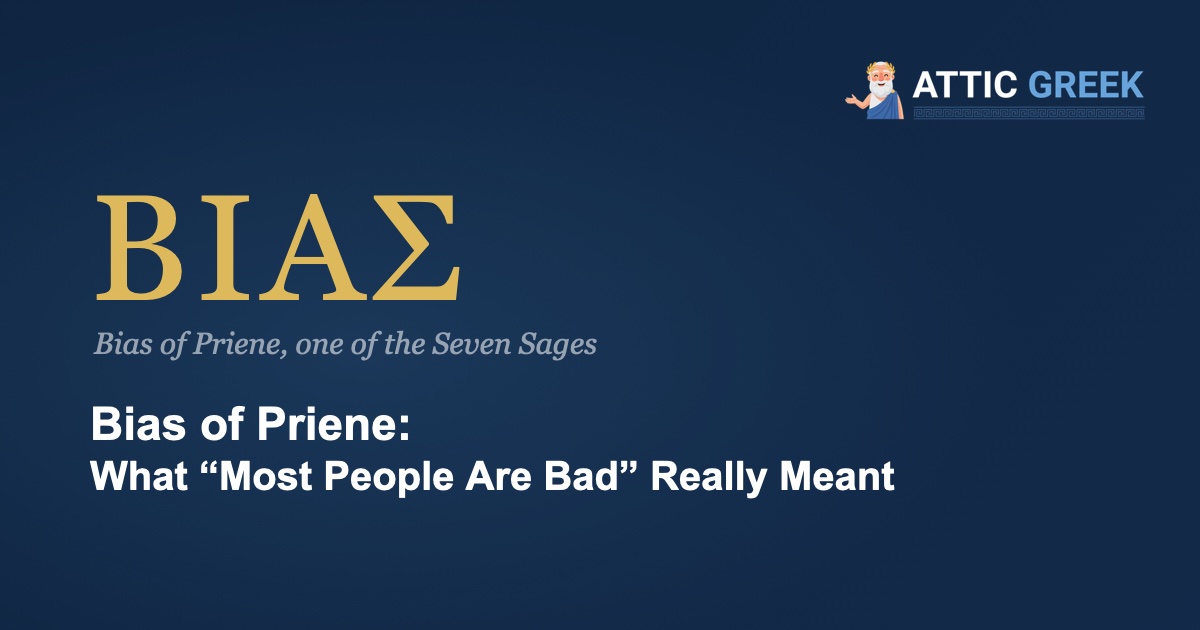 ATTIC GREEK
ΒΙΑΣ
Bias of Priene, one of the Seven Sages
Bias of Priene:
What “Most People Are Bad” Really Meant